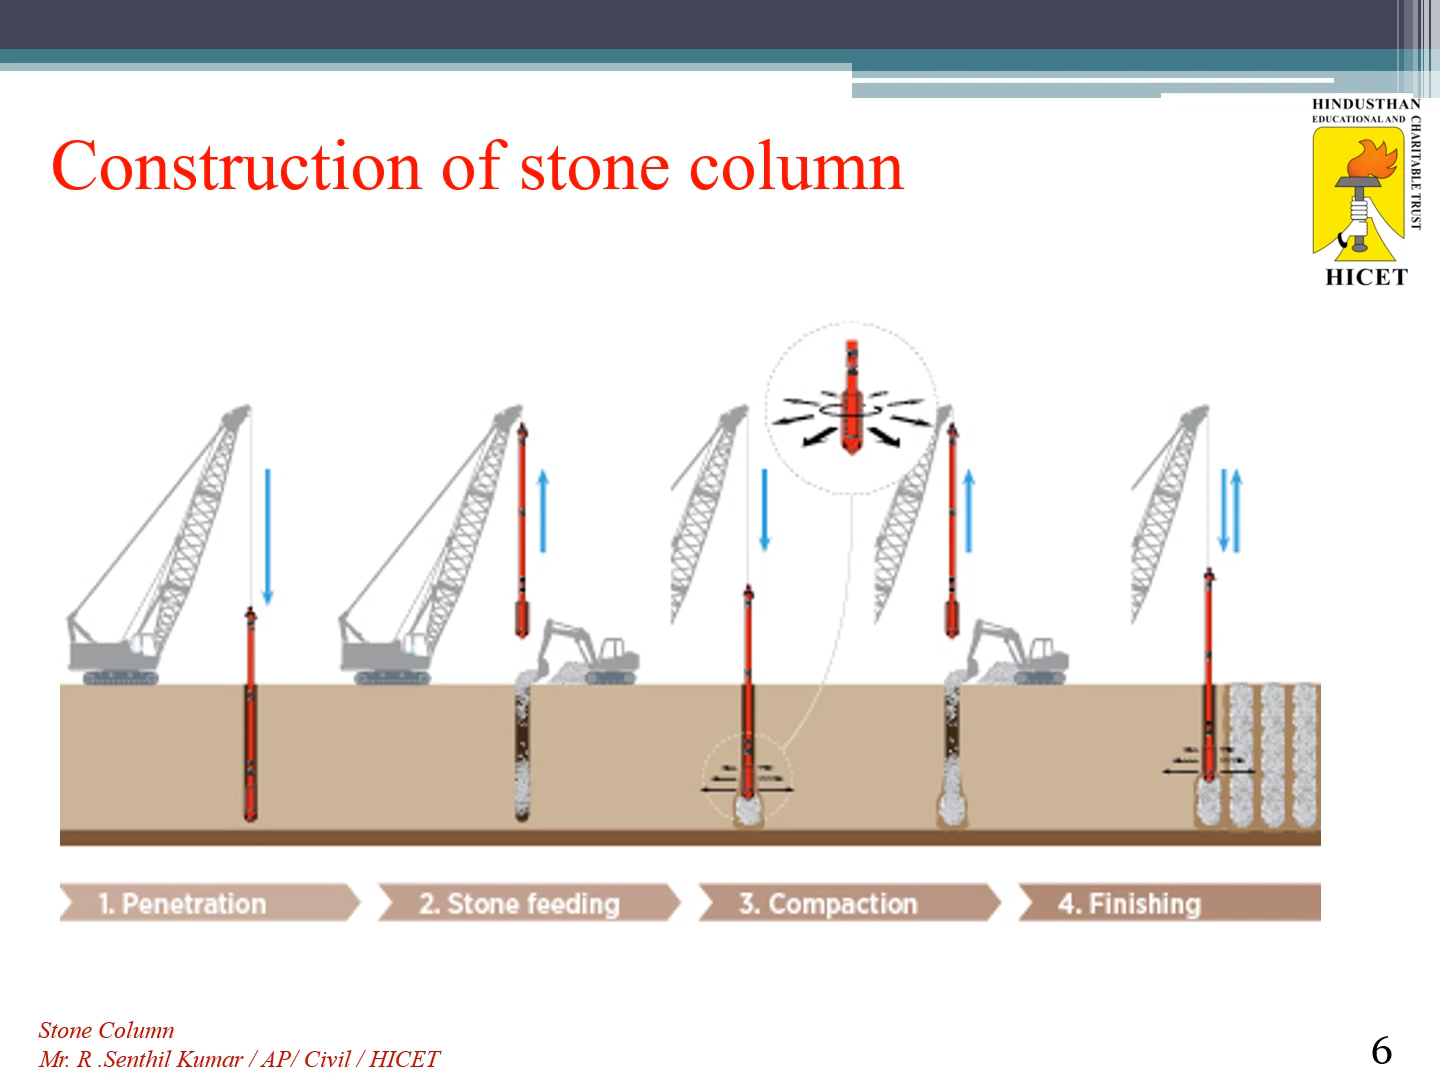 HINDUSTHAN
EDUCATIONAL AND
CHARITABLE TRUST
HICET
Construction of stone column
1. Penetration
2. Stone feeding
3. Compaction
4. Finishing
Stone Column
Mr. R .Senthil Kumar / AP/ Civil / HICET
6